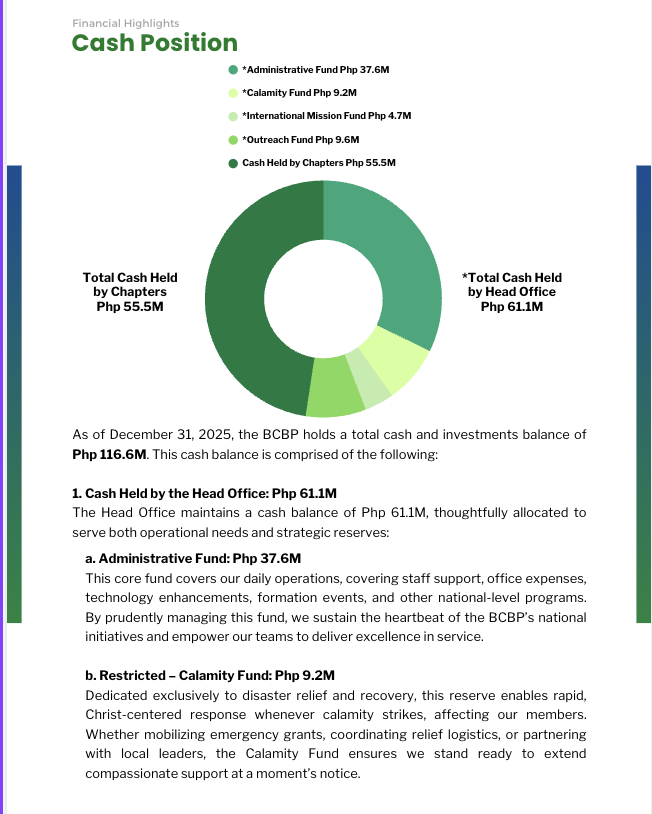 Financial Highlights
Cash Position
*Administrative Fund Php 37.6M
*Calamity Fund Php 9.2M
*International Mission Fund Php 4.7M
*Outreach Fund Php 9.6M
Cash Held by Chapters Php 55.5M
Total Cash Held
by Chapters
Php 55.5M
*Total Cash Held
by Head Office
Php 61.1M
As of December 31, 2025, the BCBP holds a total cash and investments balance of
Php 116.6M. This cash balance is comprised of the following:
1. Cash Held by the Head Office: Php 61.1M
The Head Office maintains a cash balance of Php 61.1M, thoughtfully allocated to
serve both operational needs and strategic reserves:
a. Administrative Fund: Php 37.6M
This core fund covers our daily operations, covering staff support, office expenses,
technology enhancements, formation events, and other national-level programs.
By prudently managing this fund, we sustain the heartbeat of the BCBP's national
initiatives and empower our teams to deliver excellence in service.
b. Restricted – Calamity Fund: Php 9.2M
Dedicated exclusively to disaster relief and recovery, this reserve enables rapid,
Christ-centered response whenever calamity strikes, affecting our members.
Whether mobilizing emergency grants, coordinating relief logistics, or partnering
with local leaders, the Calamity Fund ensures we stand ready to extend
compassionate support at a moment's notice.